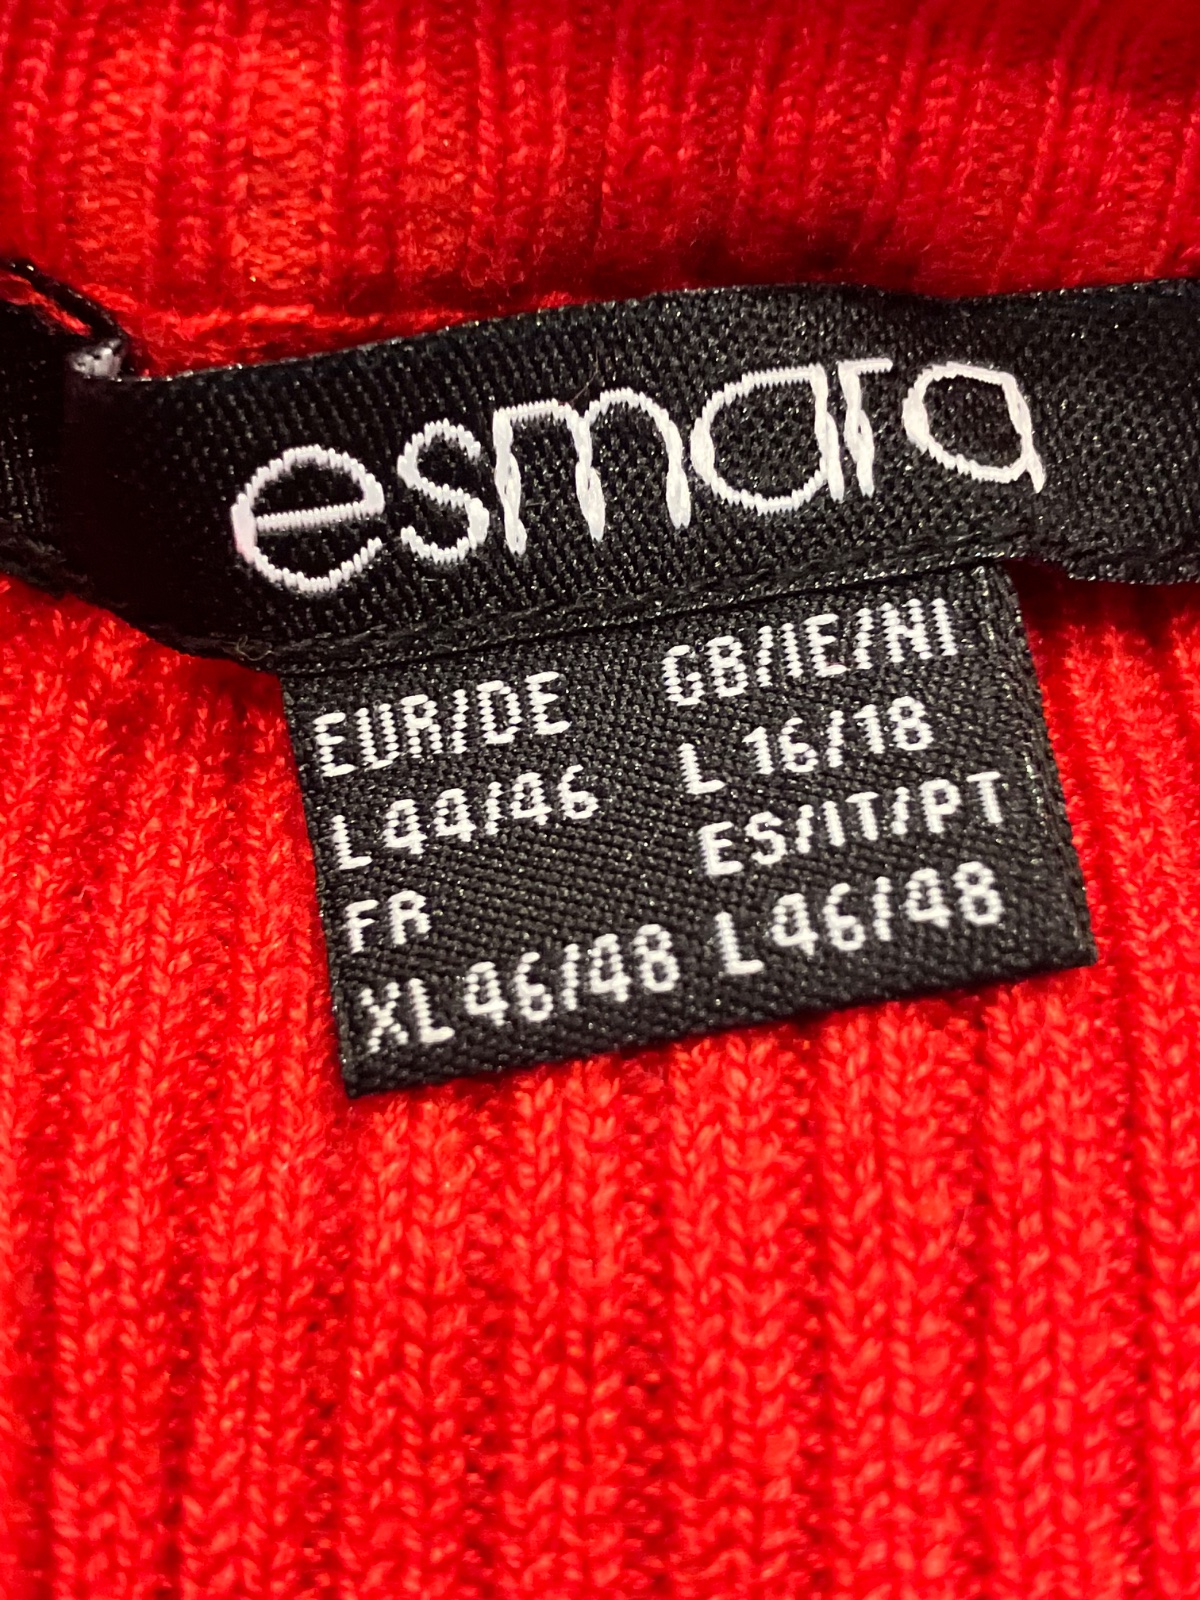 esmara
EUR/DE
L 44/46
FR
XL 46/48
GB/IE/NI
L 16/18
ES/IT/PT
L 46/48